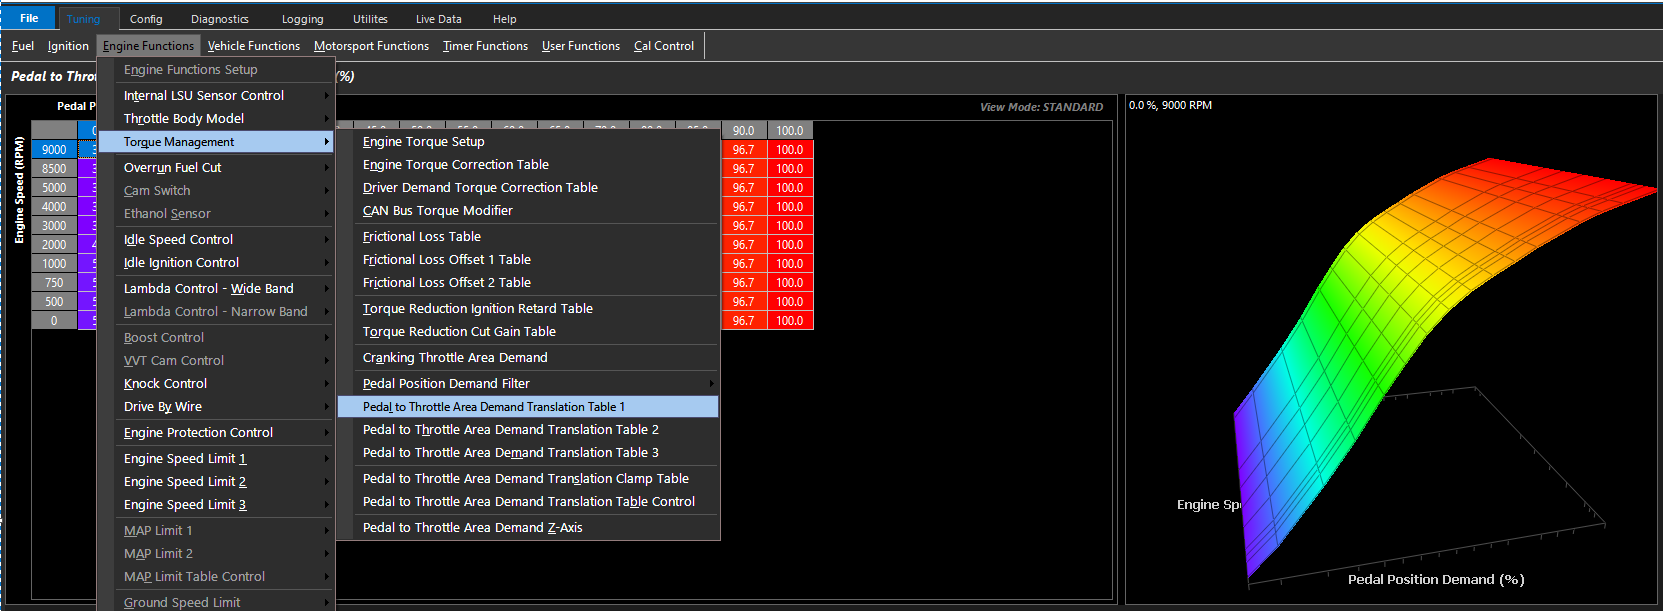 File Tuning Config Diagnostics Logging Utilites Live Data Help
Fuel Ignition Engine Functions Vehicle Functions Motorsport Functions Timer Functions User Functions Cal Control
Pedal to Thro (%)
Pedal P
View Mode: STANDARD
90.0 100.0
Engine Speed (RPM)
9000 96.7 100.0
8500 96.7 100.0
5000 96.7 100.0
4000 96.7 100.0
3000 96.7 100.0
2000 96.7 100.0
1000 96.7 100.0
750 96.7 100.0
500 96.7 100.0
0 96.7 100.0
Engine Functions Setup
Internal LSU Sensor Control
Throttle Body Model
Torque Management
Overrun Fuel Cut
Cam Switch
Ethanol Sensor
Idle Speed Control
Idle Ignition Control
Lambda Control - Wide Band
Lambda Control - Narrow Band
Boost Control
VVT Cam Control
Knock Control
Drive By Wire
Engine Protection Control
Engine Speed Limit 1
Engine Speed Limit 2
Engine Speed Limit 3
MAP Limit 1
MAP Limit 2
MAP Limit Table Control
Ground Speed Limit
Engine Torque Setup
Engine Torque Correction Table
Driver Demand Torque Correction Table
CAN Bus Torque Modifier
Frictional Loss Table
Frictional Loss Offset 1 Table
Frictional Loss Offset 2 Table
Torque Reduction Ignition Retard Table
Torque Reduction Cut Gain Table
Cranking Throttle Area Demand
Pedal Position Demand Filter
Pedal to Throttle Area Demand Translation Table 1
Pedal to Throttle Area Demand Translation Table 2
Pedal to Throttle Area Demand Translation Table 3
Pedal to Throttle Area Demand Translation Clamp Table
Pedal to Throttle Area Demand Translation Table Control
Pedal to Throttle Area Demand Z-Axis
0.0 %, 9000 RPM
Engine Sp
Pedal Position Demand (%)